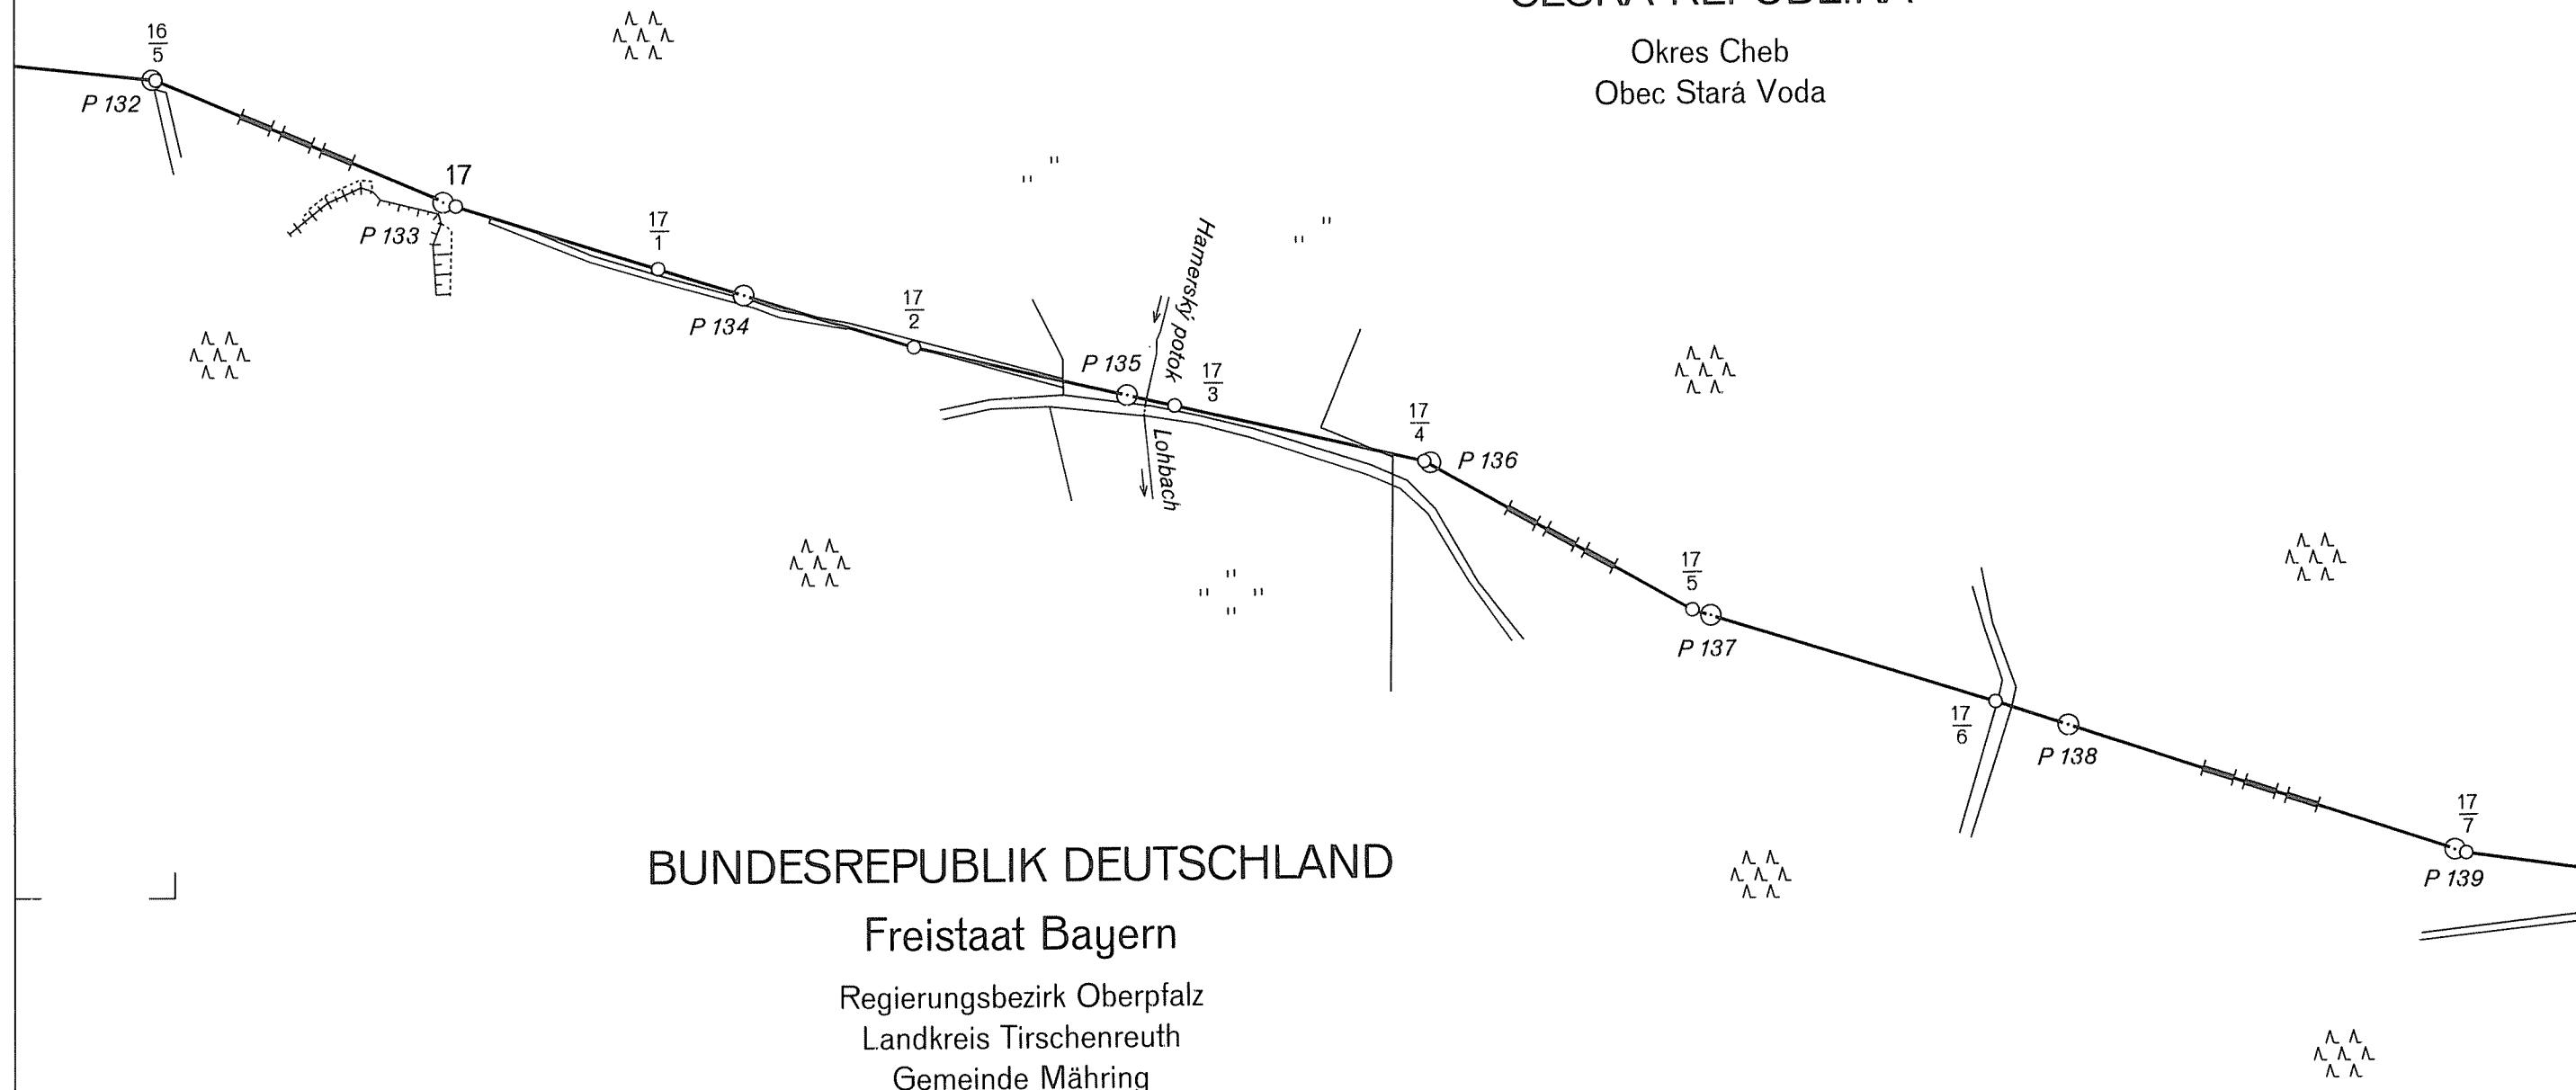 ČESKÁ REPUBLIKA
Okres Cheb
Obec Stará Voda
16
5
P 132
17
P 133
17
1
P 134
17
2
P 135
Hamerský potok
17
3
Lohbach
17
4
P 136
17
5
P 137
17
6
P 138
17
7
P 139
BUNDESREPUBLIK DEUTSCHLAND
Freistaat Bayern
Regierungsbezirk Oberpfalz
Landkreis Tirschenreuth
Gemeinde Mähring